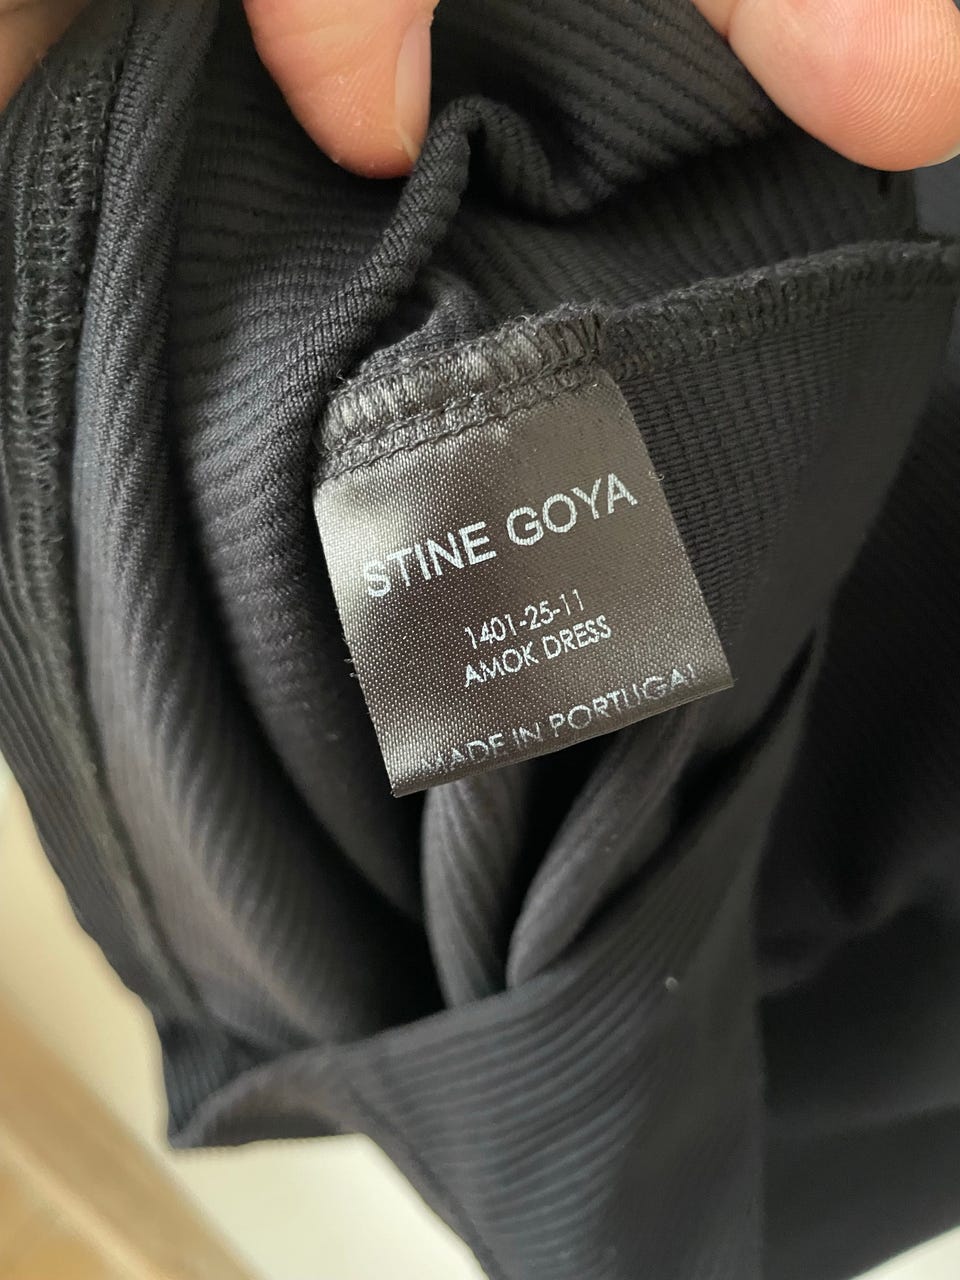 STINE GOYA
1401-25-11
AMOK DRESS
MADE IN PORTUGAL